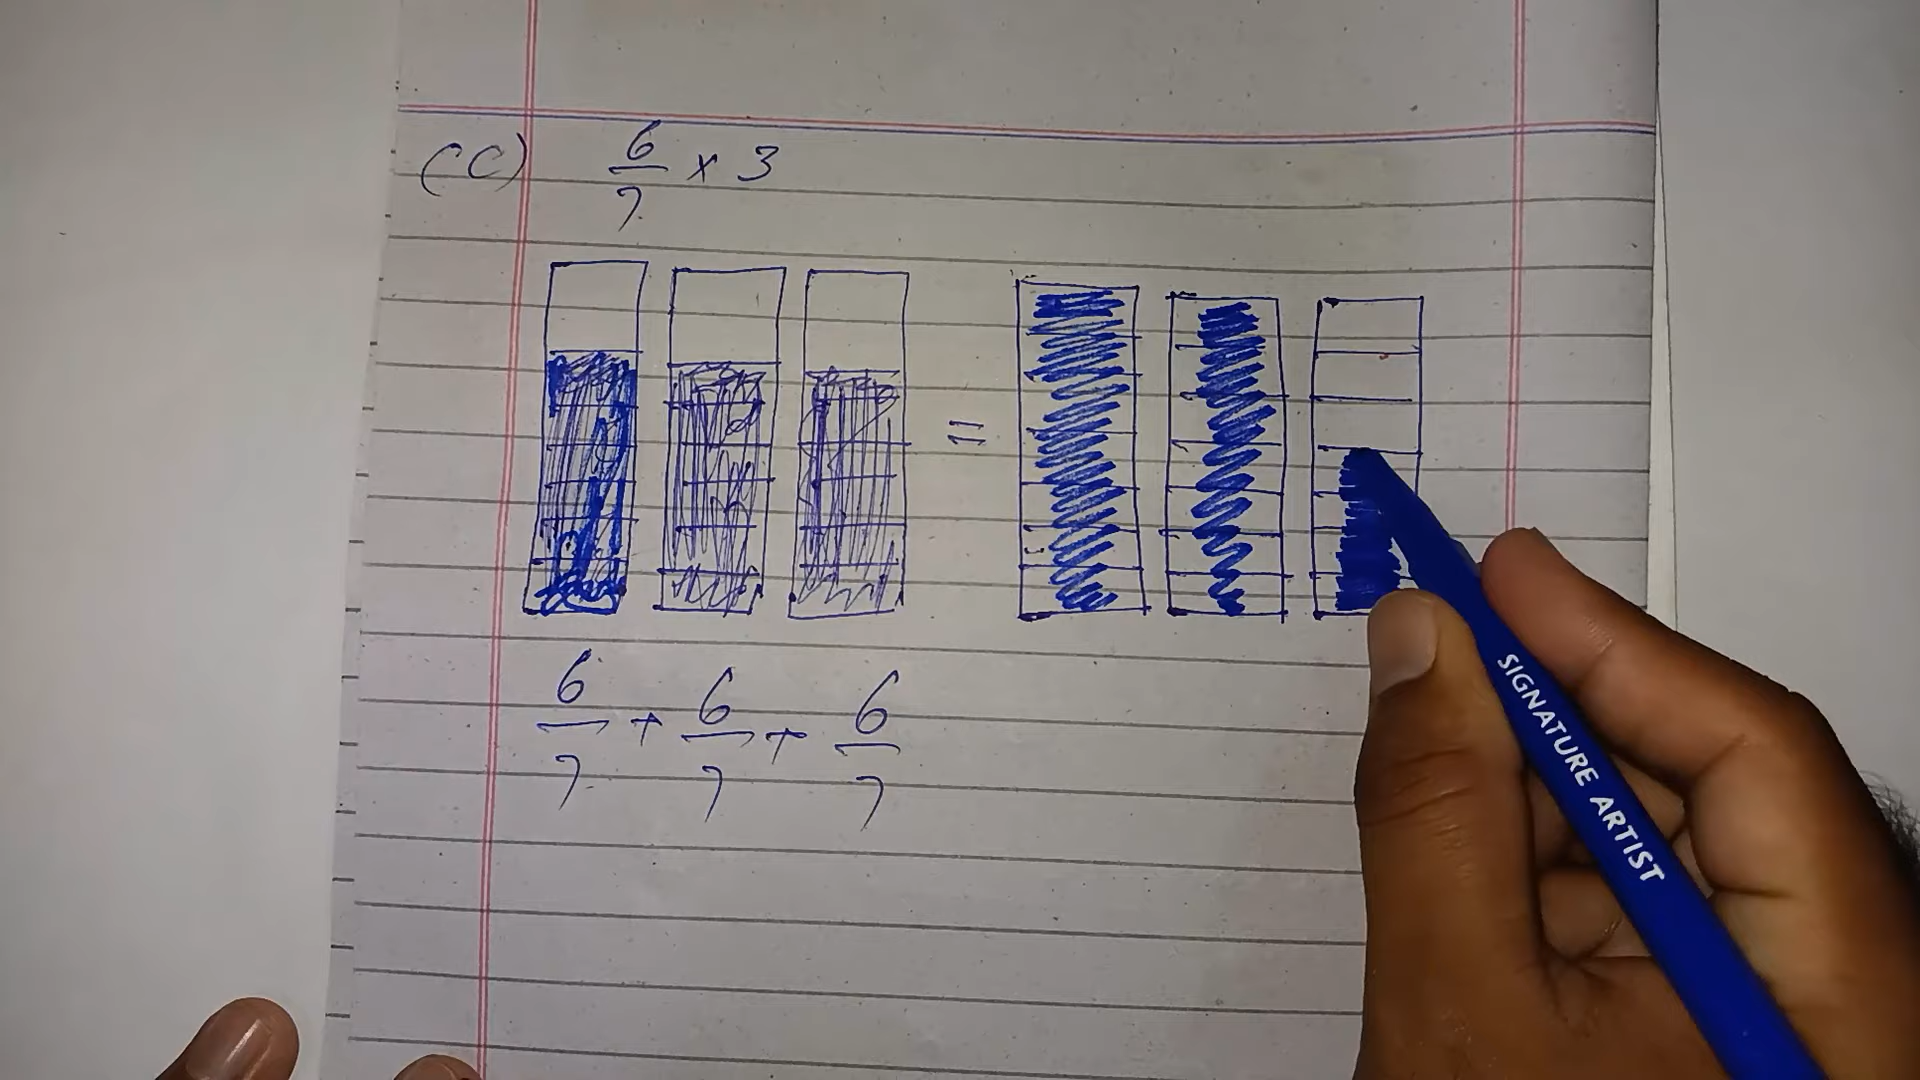 (C) 6/7 × 3
=
6/7 + 6/7 + 6/7
SIGNATURE ARTIST